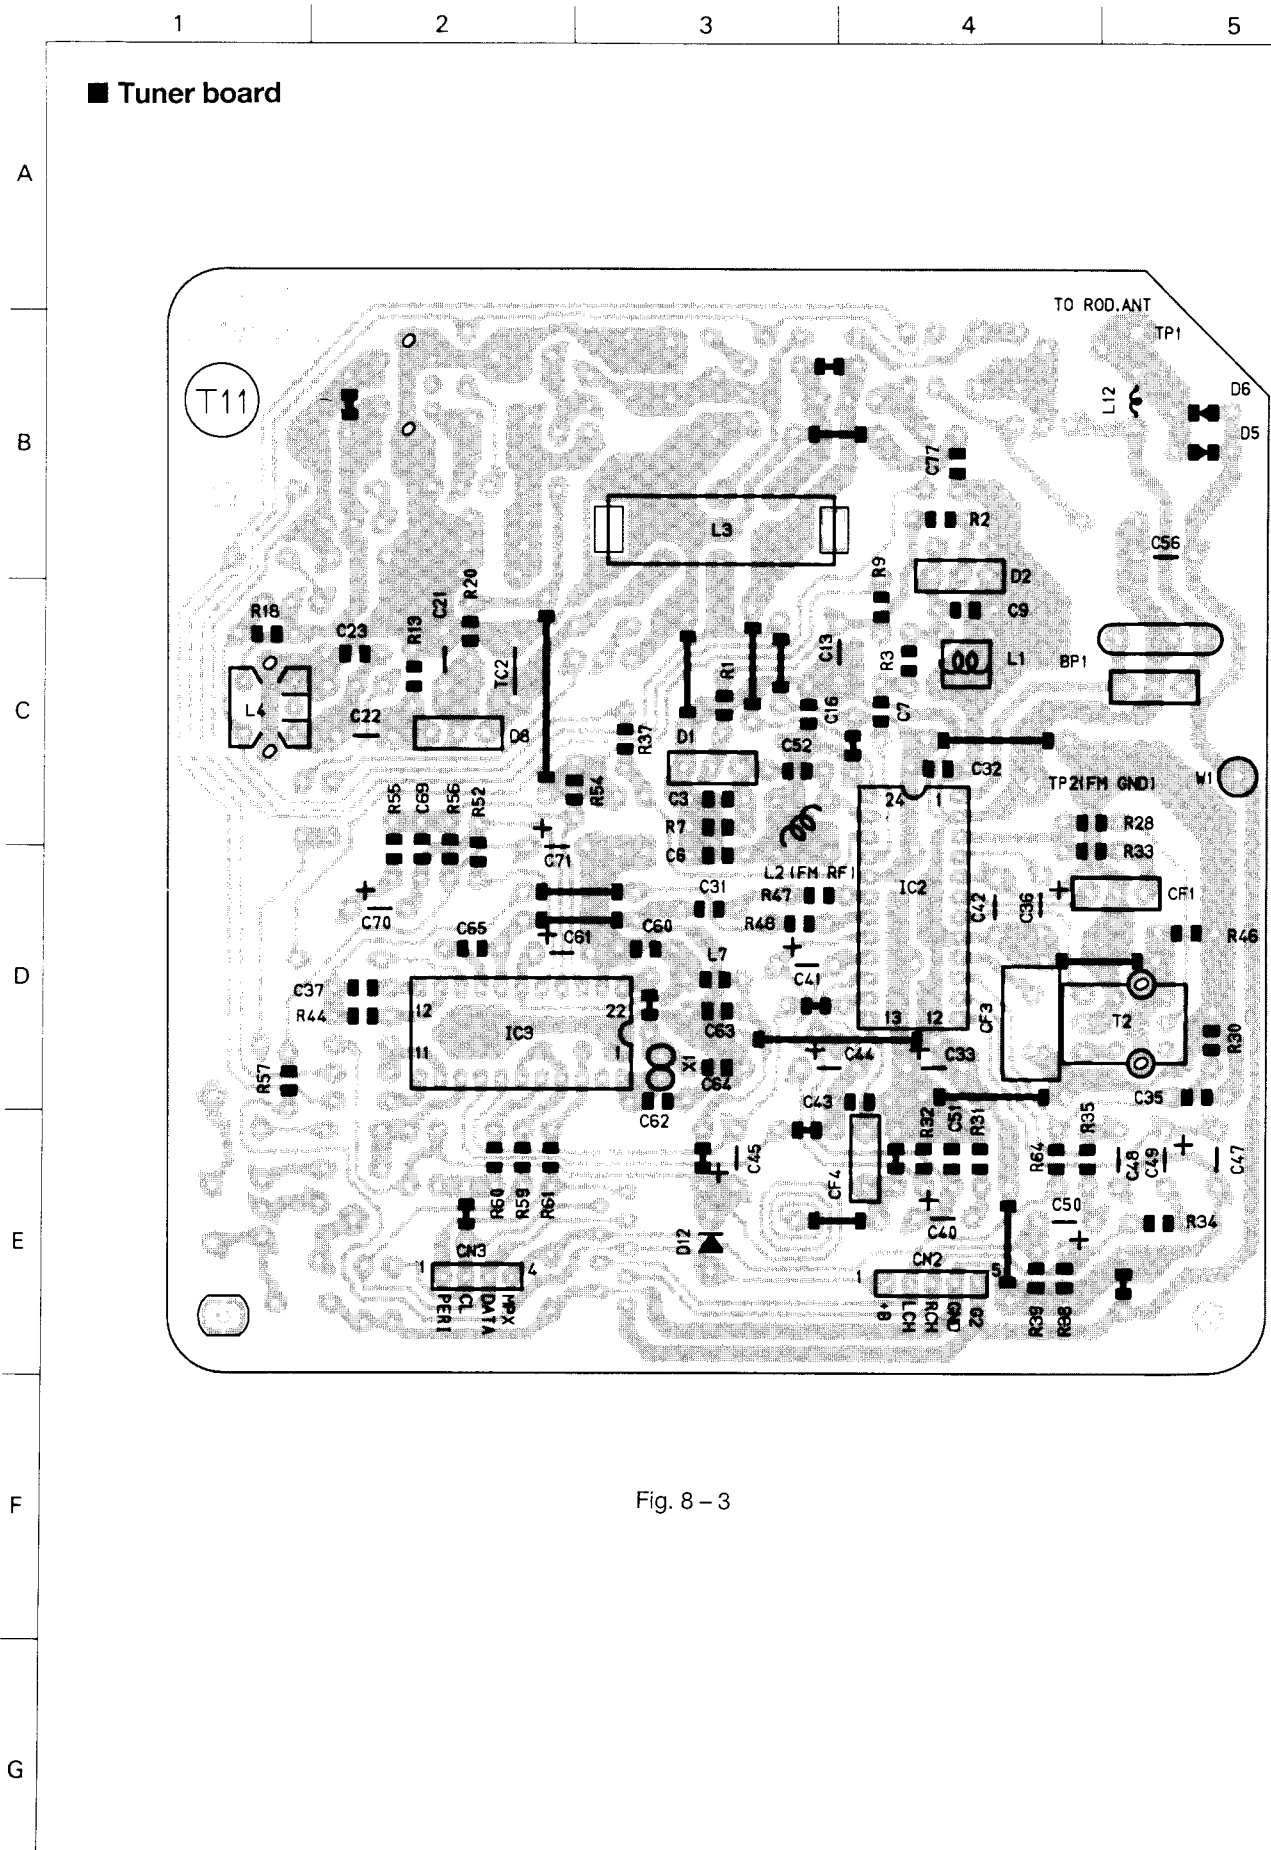 1 2 3 4 5
■ Tuner board
A
TO ROD.ANT
TP1
T11
L12
D6
B
D5
C77
L3
R2
C56
R9
D2
R20
C21
C9
R18
R13
C23
C13
R3
L1
BP1
TC2
R1
C
L4
C22
C16
C7
D8
R37
D1
C52
C32
TP2(FM GND)
W1
R55
C69
R56
R52
R54
C3
24 1
R7
R28
C6
R33
C71
L2(FM RF)
C31
R47
IC2
C42
C36
CF1
C70
R48
C65
C61
C60
R46
D
L7
C41
C37
12 22
CF3
R44
IC3
C63
13 12
T2
R30
11 1
X1
C44
C33
R57
C64
C62
C43
C35
R32
C51
R31
R35
R64
C45
CF4
C48
C49
C47
R60
R59
R61
C50
R34
E
D12
C40
CN3
CN2
1 4
1 5
PERI
CL
DATA
MPX
+B
LCH
RCH
GND
G2
R39
F
Fig. 8–3
G